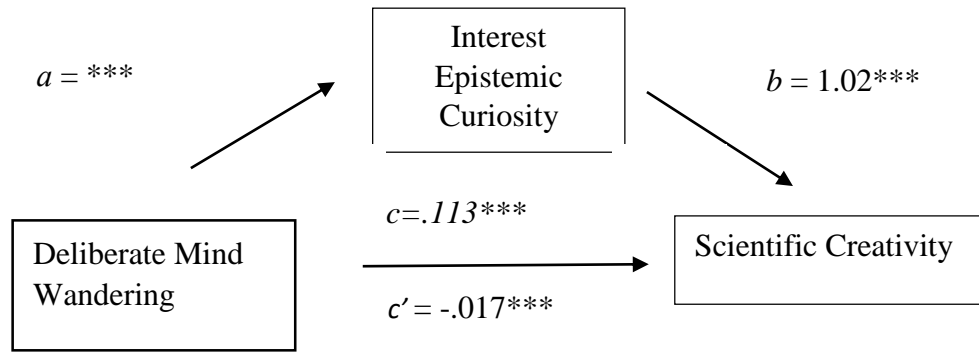 Interest
Epistemic
Curiosity
a = ***
b = 1.02***
c=.113***
Deliberate Mind
Wandering
Scientific Creativity
c’ = -.017***